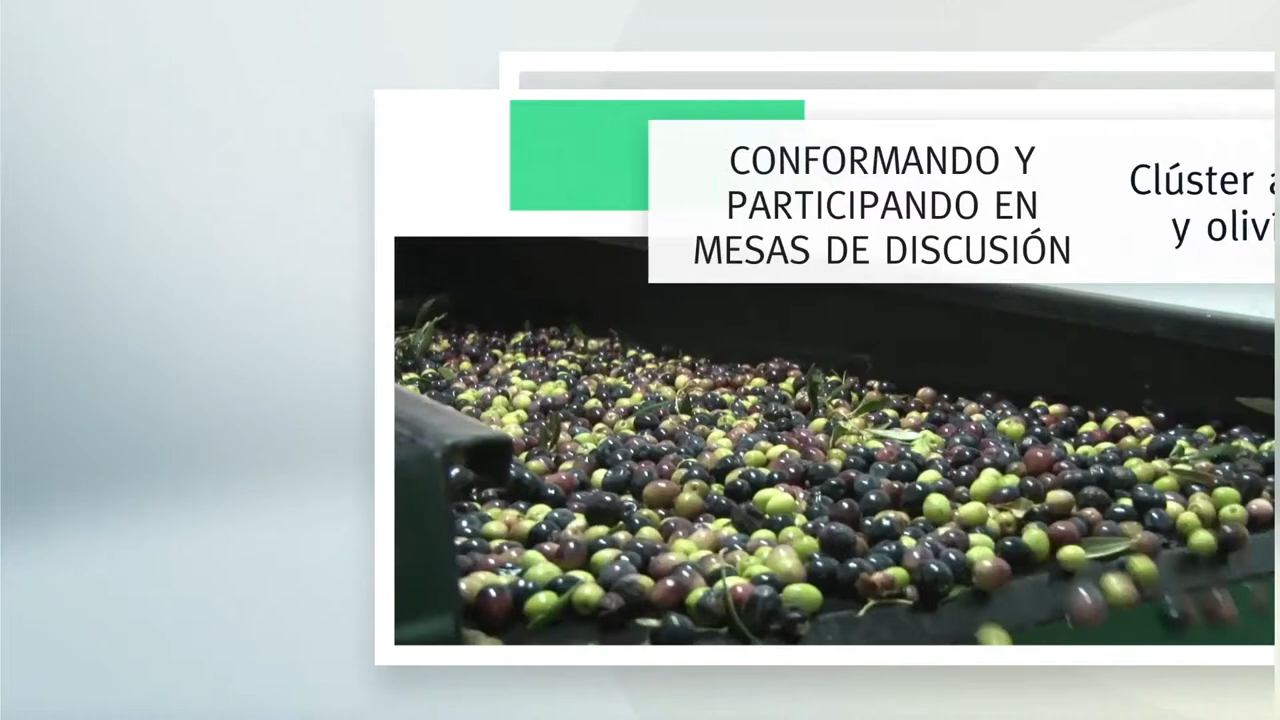 CONFORMANDO Y
PARTICIPANDO EN
MESAS DE DISCUSIÓN
Clúster
y